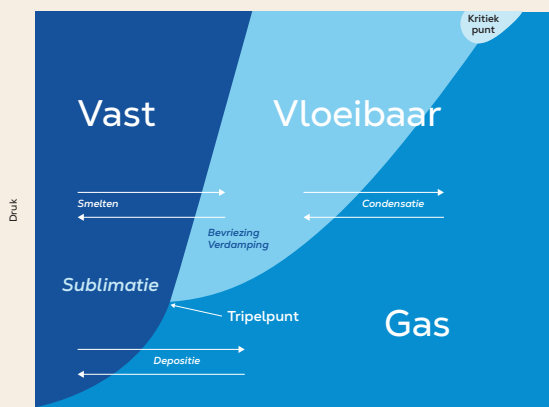 Kritiek
punt
Vast
Vloeibaar
Druk
Smelten
Condensatie
Bevriezing
Verdamping
Sublimatie
Tripelpunt
Gas
Depositie